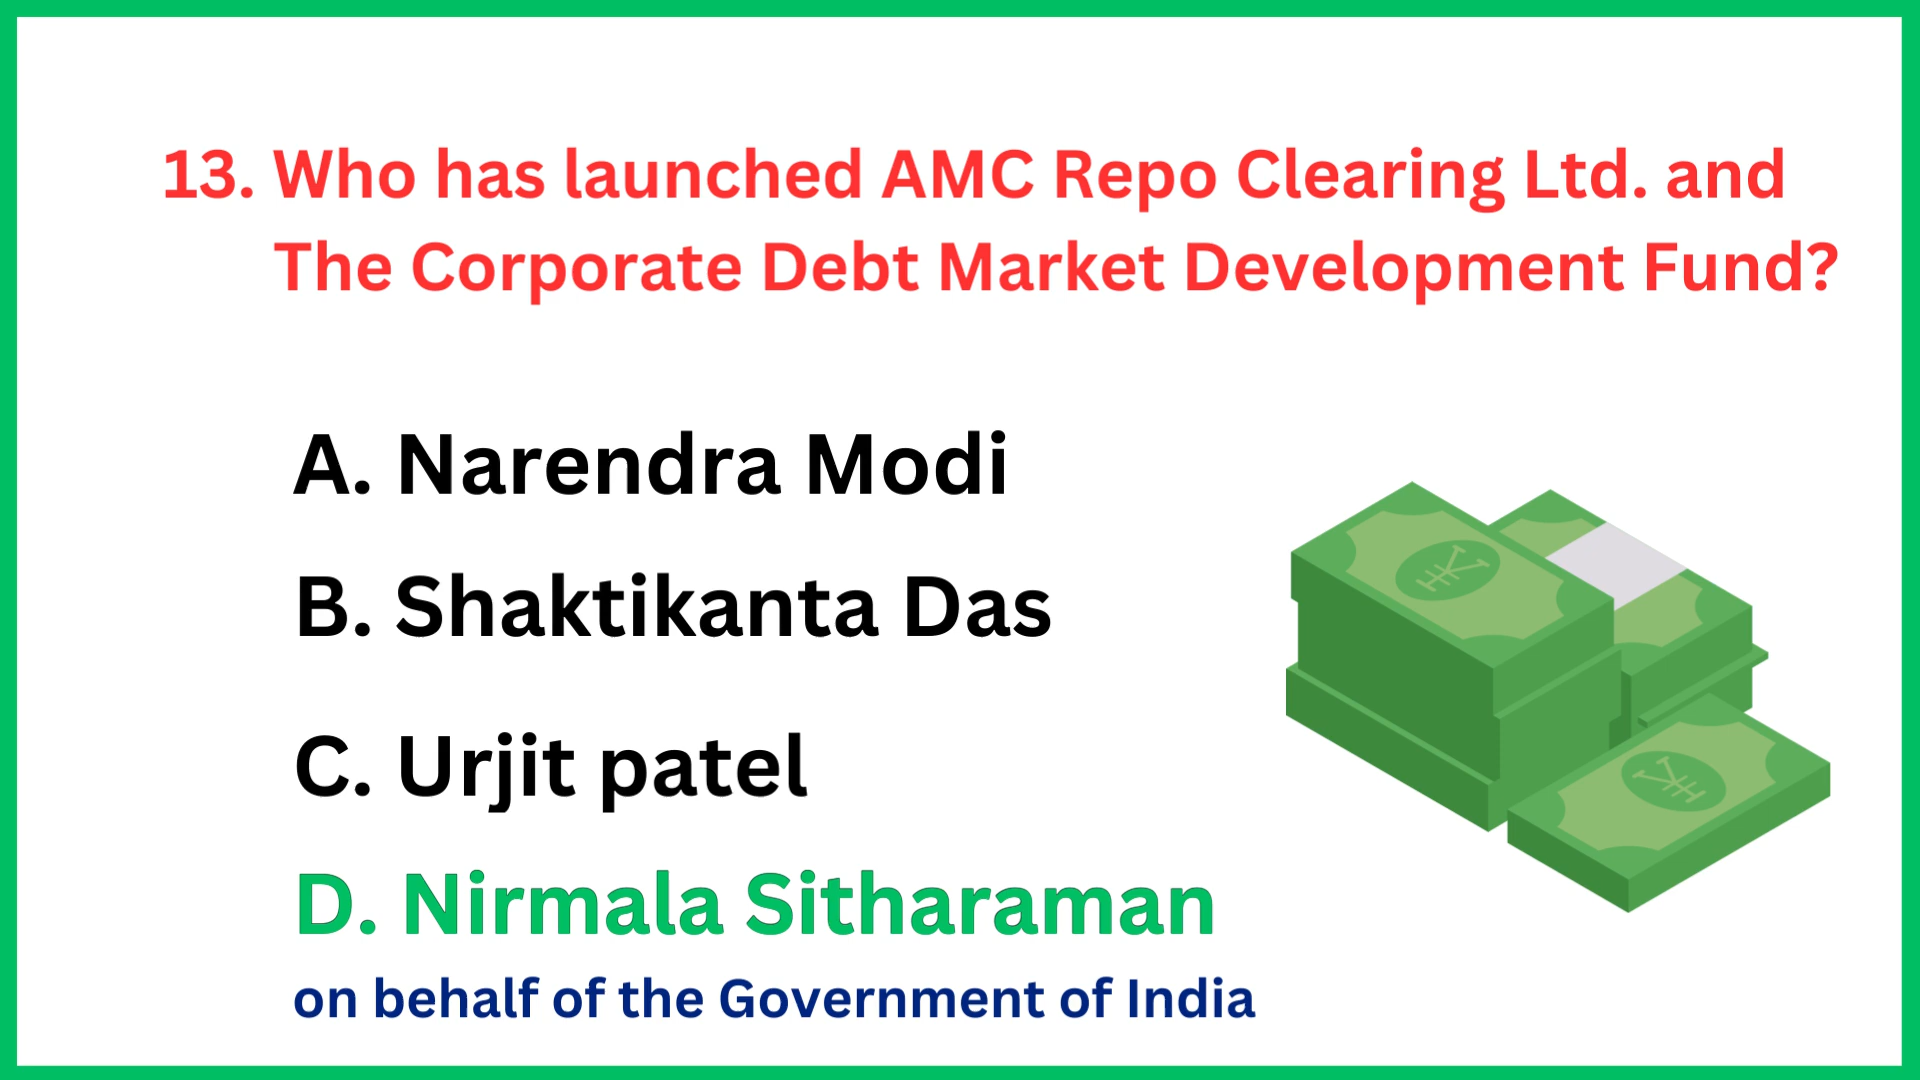 13. Who has launched AMC Repo Clearing Ltd. and
The Corporate Debt Market Development Fund?
A. Narendra Modi
B. Shaktikanta Das
C. Urjit patel
D. Nirmala Sitharaman
on behalf of the Government of India